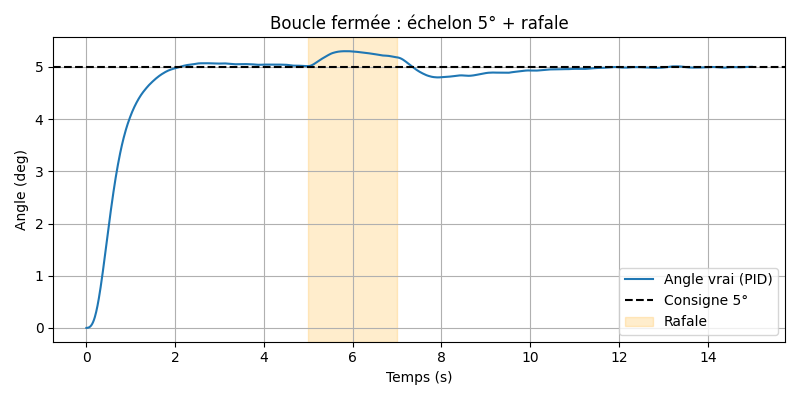 Boucle fermée : échelon 5° + rafale
Angle (deg)
5
4
3
2
1
0
0 2 4 6 8 10 12 14
Temps (s)
Angle vrai (PID)
Consigne 5°
Rafale